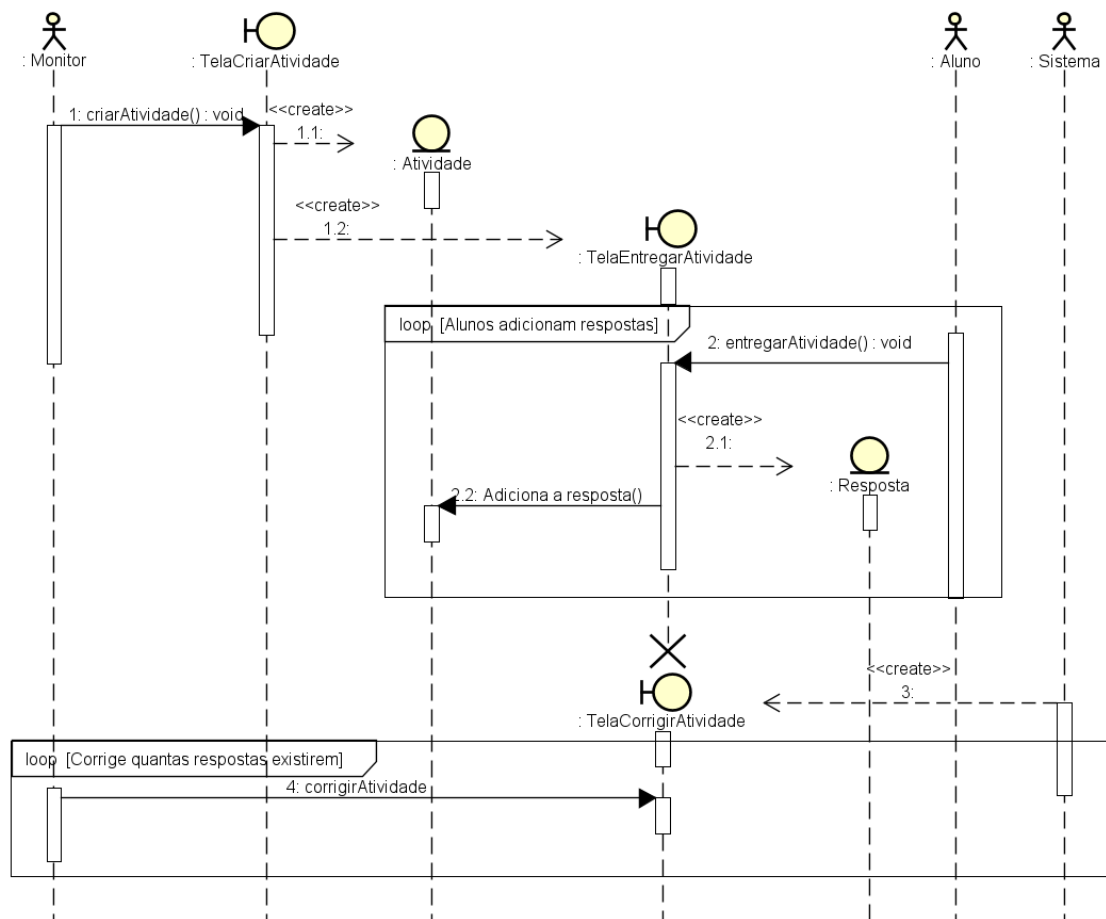 : Monitor
: TelaCriarAtividade
: Aluno
: Sistema
1: criarAtividade() : void
<<create>>
1.1:
: Atividade
<<create>>
1.2:
: TelaEntregarAtividade
loop [Alunos adicionam respostas]
2: entregarAtividade() : void
<<create>>
2.1:
: Resposta
2.2: Adiciona a resposta()
<<create>>
3:
: TelaCorrigirAtividade
loop [Corrige quantas respostas existirem]
4: corrigirAtividade